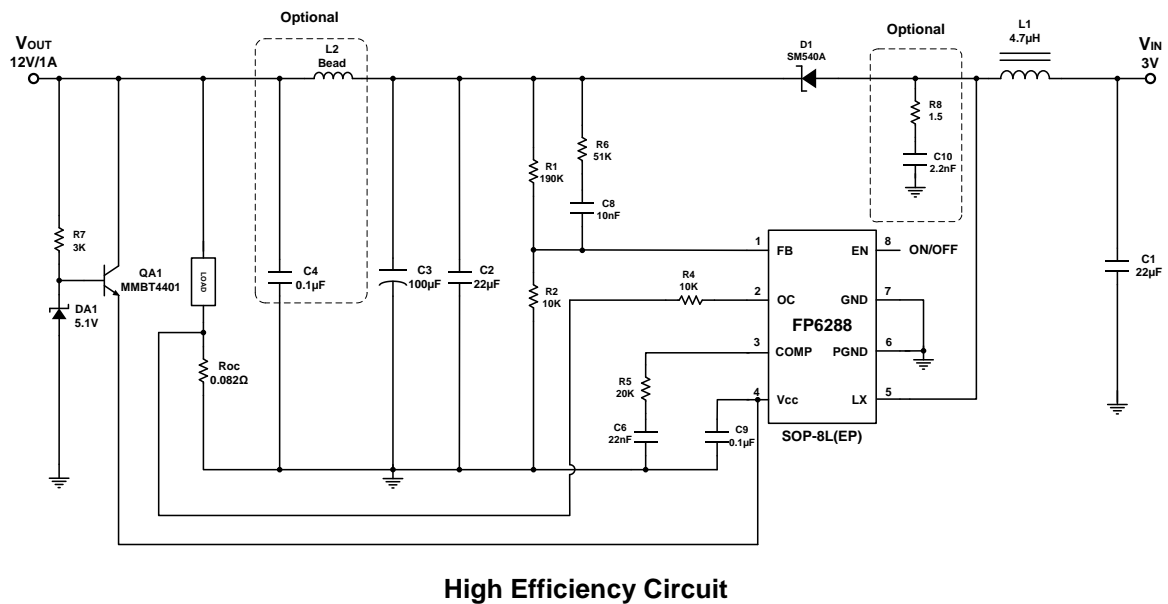 Optional
VOUT
12V/1A
L2
Bead
D1
SM540A
Optional
L1
4.7µH
VIN
3V
R8
1.5
C10
2.2nF
R6
51K
R1
190K
C8
10nF
R7
3K
QA1
MMBT4401
DA1
5.1V
LOAD
Roc
0.082Ω
C4
0.1µF
C3
100µF
C2
22µF
R2
10K
R4
10K
R5
20K
C6
22nF
C9
0.1µF
1 FB
2 OC
3 COMP
4 Vcc
FP6288
EN 8
ON/OFF
GND 7
PGND 6
LX 5
SOP-8L(EP)
C1
22µF
High Efficiency Circuit